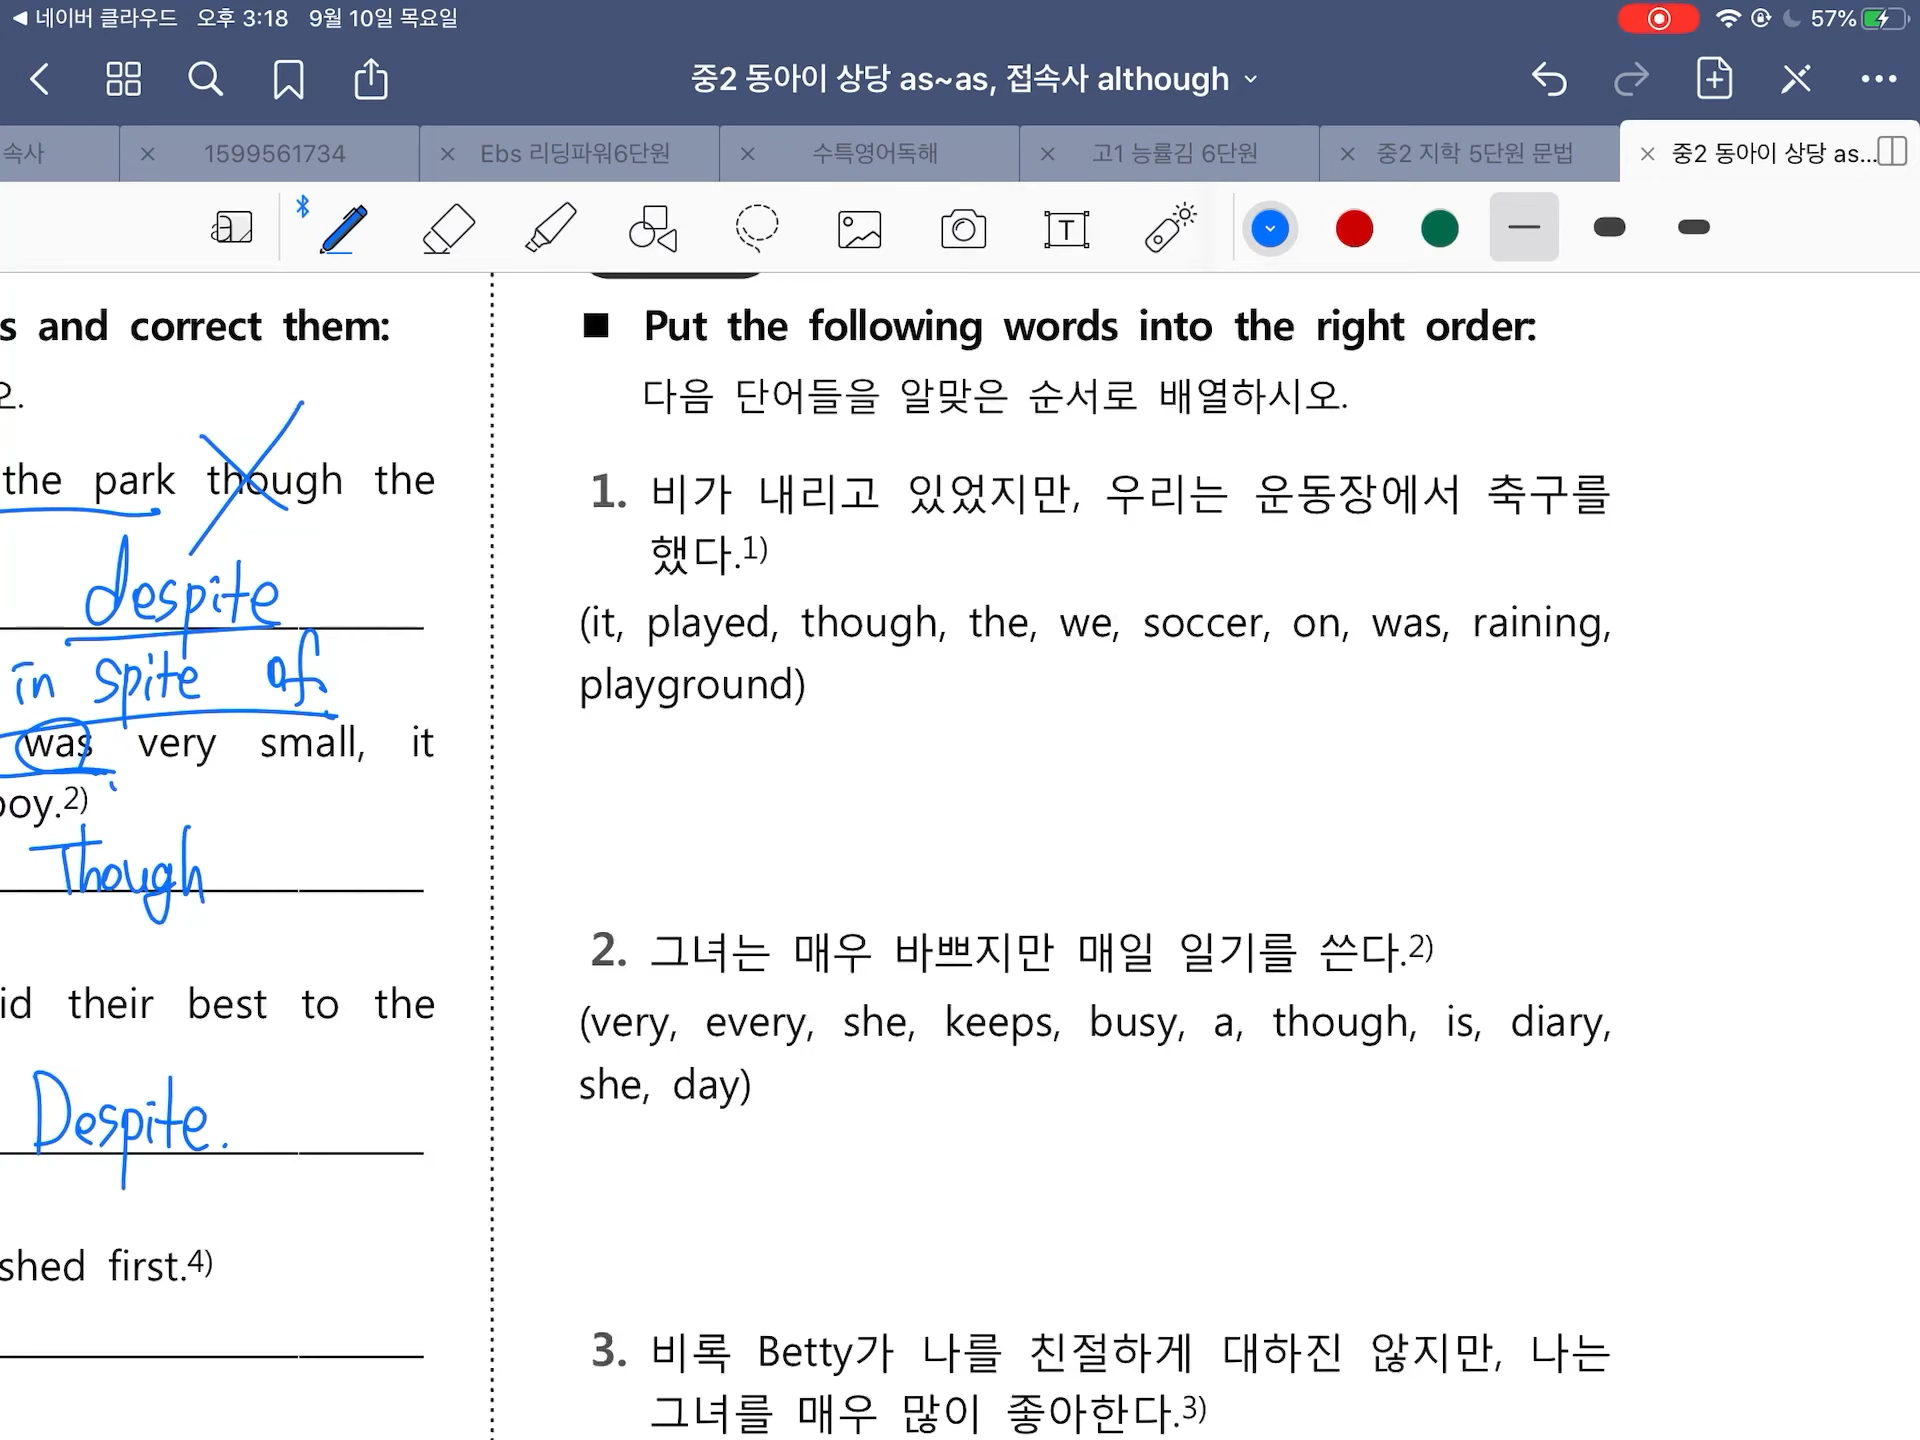 ◀ 네이버 클라우드 오후 3:18 9월 10일 목요일 57%
중2 동아이 상당 as~as, 접속사 although
속사 1599561734 Ebs 리딩파워6단원 수특영어독해 고1 능률김 6단원 중2 지학 5단원 문법 중2 동아이 상당 as...
s and correct them:
오.
the park though the
despite
in spite of
was very small, it
boy.2)
Though
id their best to the
Despite.
shed first.4)
■ Put the following words into the right order:
다음 단어들을 알맞은 순서로 배열하시오.
1. 비가 내리고 있었지만, 우리는 운동장에서 축구를
했다.1)
(it, played, though, the, we, soccer, on, was, raining,
playground)
2. 그녀는 매우 바쁘지만 매일 일기를 쓴다.2)
(very, every, she, keeps, busy, a, though, is, diary,
she, day)
3. 비록 Betty가 나를 친절하게 대하진 않지만, 나는
그녀를 매우 많이 좋아한다.3)